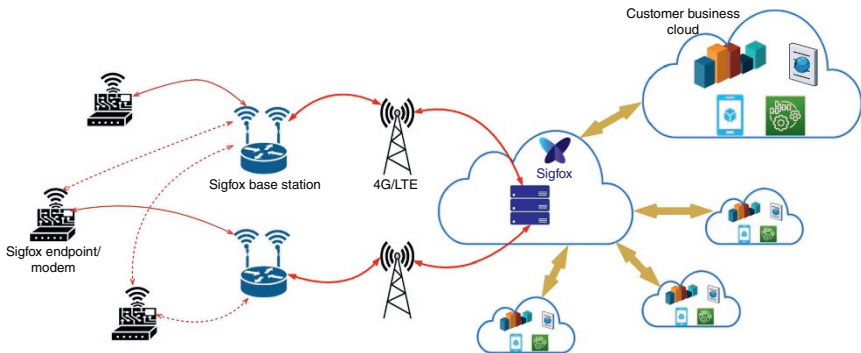 Customer business
cloud
Sigfox
Sigfox base station
4G/LTE
Sigfox endpoint/
modem